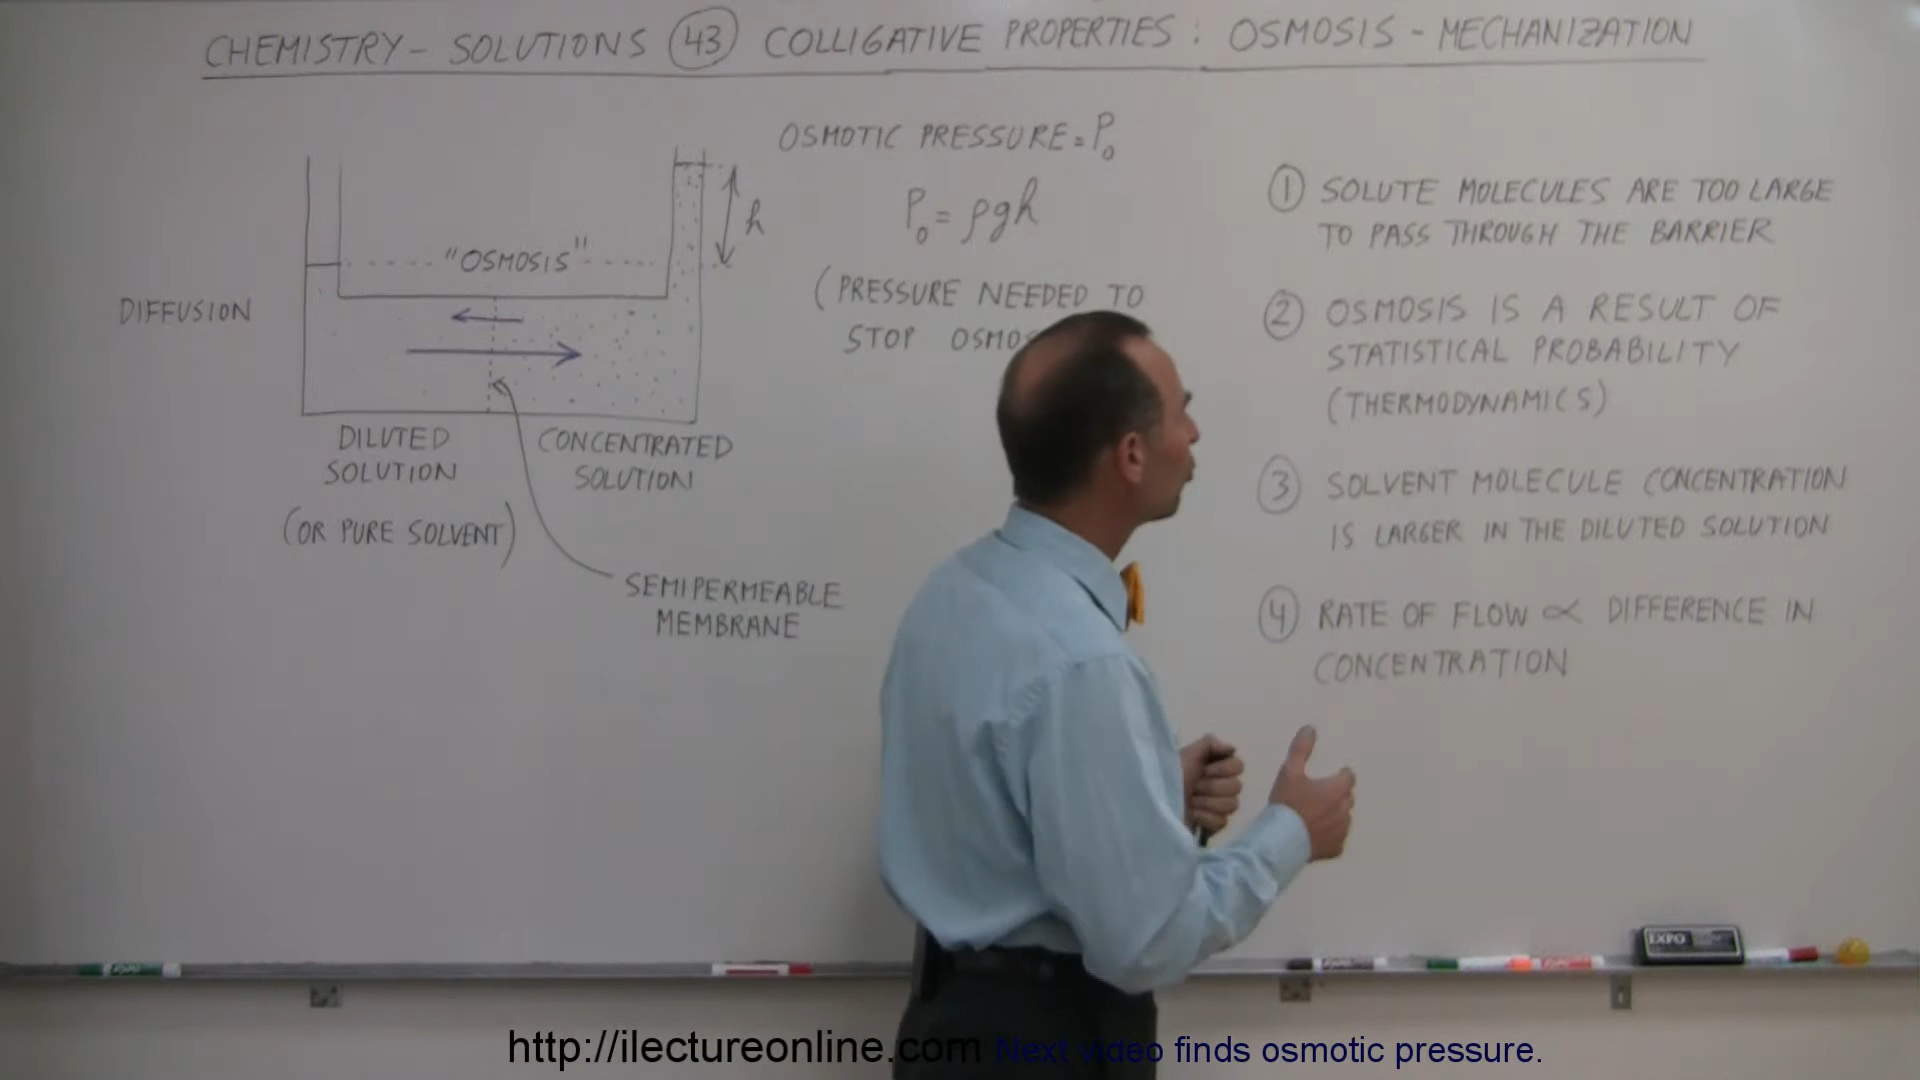 CHEMISTRY - SOLUTIONS 43 COLLIGATIVE PROPERTIES : OSMOSIS - MECHANIZATION
"OSMOSIS"
h
DIFFUSION
DILUTED
SOLUTION
(OR PURE SOLVENT)
CONCENTRATED
SOLUTION
SEMIPERMEABLE
MEMBRANE
OSMOTIC PRESSURE = P₀
P₀ = ρgh
(PRESSURE NEEDED TO
STOP
① SOLUTE MOLECULES ARE TOO LARGE
TO PASS THROUGH THE BARRIER
② OSMOSIS IS A RESULT OF
STATISTICAL PROBABILITY
(THERMODYNAMICS)
③ SOLVENT MOLECULE CONCENTRATION
IS LARGER IN THE DILUTED SOLUTION
④ RATE OF FLOW ∝ DIFFERENCE IN
CONCENTRATION
EXPO
http://ilectureonline.com Next video finds osmotic pressure.